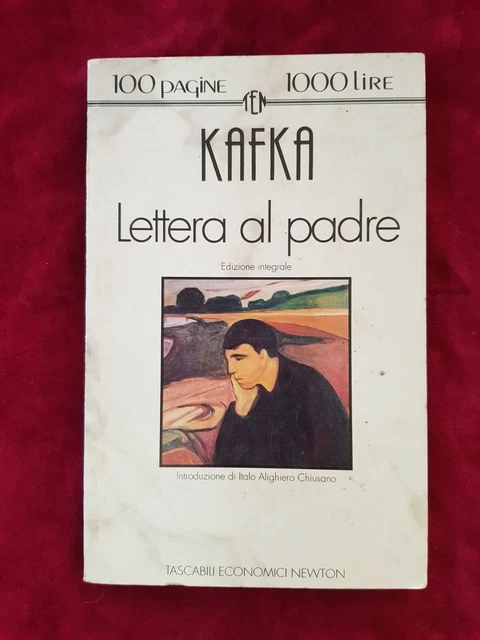 100 pagine 1000 lire
TEN
KAFKA
Lettera al padre
Edizione integrale
Introduzione di Italo Alighiero Chiusano
TASCABILI ECONOMICI NEWTON